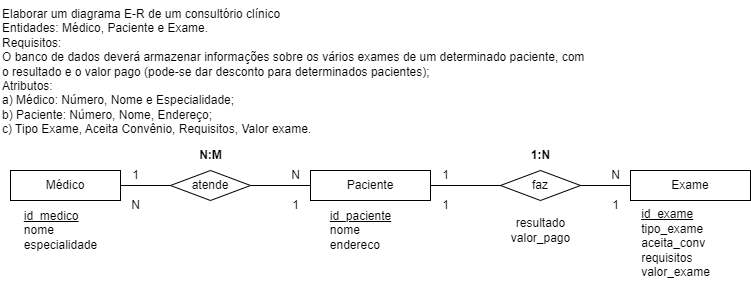 Elaborar um diagrama E-R de um consultório clínico
Entidades: Médico, Paciente e Exame.
Requisitos:
O banco de dados deverá armazenar informações sobre os vários exames de um determinado paciente, com
o resultado e o valor pago (pode-se dar desconto para determinados pacientes);
Atributos:
a) Médico: Número, Nome e Especialidade;
b) Paciente: Número, Nome, Endereço;
c) Tipo Exame, Aceita Convênio, Requisitos, Valor exame.
N:M 1:N
1 N 1 N
Médico atende Paciente faz Exame
N 1 1 1
id_medico
nome
especialidade
id_paciente
nome
endereco
resultado
valor_pago
id_exame
tipo_exame
aceita_conv
requisitos
valor_exame